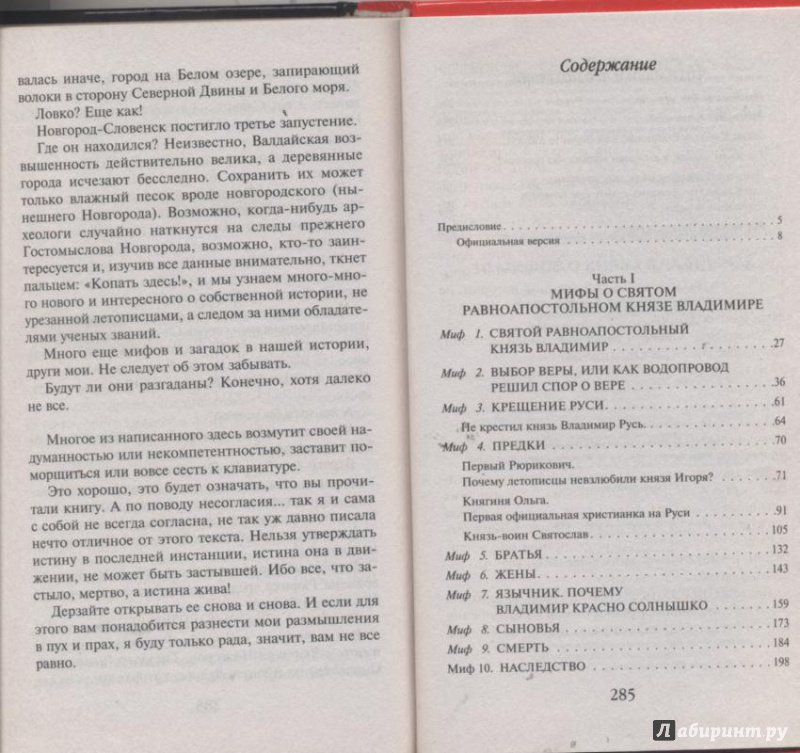 валась иначе, город на Белом озере, запирающий
волоки в сторону Северной Двины и Белого моря.
Ловко? Еще как!
Новгород-Словенск постигло третье запустение.
Где он находился? Неизвестно, Валдайская воз-
вышенность действительно велика, а деревянные
города исчезают бесследно. Сохранить их может
только влажный песок вроде новгородского (ны-
нешнего Новгорода). Возможно, когда-нибудь ар-
хеологи случайно наткнутся на следы прежнего
Гостомыслова Новгорода, возможно, кто-то заин-
тересуется и, изучив все данные внимательно, ткнет
пальцем: «Копать здесь!», и мы узнаем много-мно-
го нового и интересного о собственной истории, не
урезанной летописцами, а следом за ними обладате-
лями ученых званий.
Много еще мифов и загадок в нашей истории,
други мои. Не следует об этом забывать.
Будут ли они разгаданы? Конечно, хотя далеко
не все.
Многое из написанного здесь возмутит своей на-
думанностью или некомпетентностью, заставит по-
морщиться или вовсе сесть к клавиатуре.
Это хорошо, это будет означать, что вы прочи-
тали книгу. А по поводу несогласия... так я и сама
с собой не всегда согласна, не так уж давно писала
нечто отличное от этого текста. Нельзя утверждать
истину в последней инстанции, истина она в дви-
жении, не может быть застывшей. Ибо все, что за-
стыло, мертво, а истина жива!
Дерзайте открывать ее снова и снова. И если для
этого вам понадобится разнести мои размышления
в пух и прах, я буду только рада, значит, вам не все
равно.
Содержание
Предисловие . . . 5
Официальная версия . . . 8
Часть I
МИФЫ О СВЯТОМ
РАВНОАПОСТОЛЬНОМ КНЯЗЕ ВЛАДИМИРЕ
Миф 1. СВЯТОЙ РАВНОАПОСТОЛЬНЫЙ
КНЯЗЬ ВЛАДИМИР . . . 27
Миф 2. ВЫБОР ВЕРЫ, ИЛИ КАК ВОДОПРОВОД
РЕШИЛ СПОР О ВЕРЕ . . . 36
Миф 3. КРЕЩЕНИЕ РУСИ . . . 61
Не крестил князь Владимир Русь . . . 64
Миф 4. ПРЕДКИ . . . 70
Первый Рюрикович.
Почему летописцы невзлюбили князя Игоря? . . . 71
Княгиня Ольга.
Первая официальная христианка на Руси . . . 91
Князь-воин Святослав . . . 105
Миф 5. БРАТЬЯ . . . 132
Миф 6. ЖЕНЫ . . . 143
Миф 7. ЯЗЫЧНИК. ПОЧЕМУ
ВЛАДИМИР КРАСНО СОЛНЫШКО . . . 159
Миф 8. СЫНОВЬЯ . . . 173
Миф 9. СМЕРТЬ . . . 184
Миф 10. НАСЛЕДСТВО . . . 198
285
Лабиринт.ру